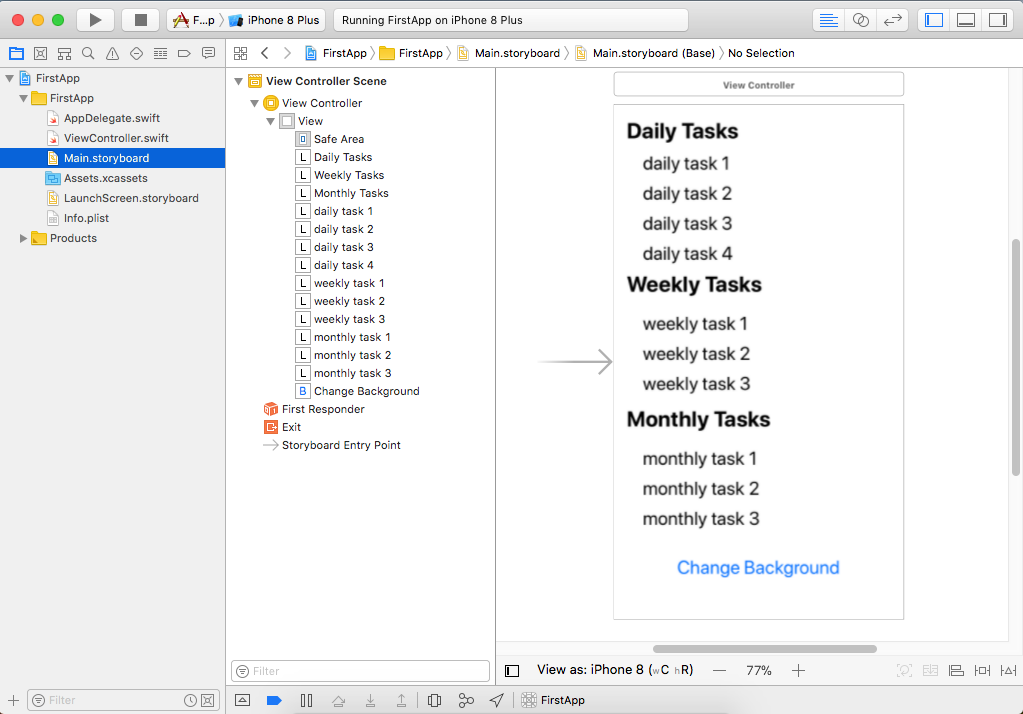 F...p iPhone 8 Plus Running FirstApp on iPhone 8 Plus
FirstApp FirstApp Main.storyboard Main.storyboard (Base) No Selection
FirstApp
FirstApp
AppDelegate.swift
ViewController.swift
Main.storyboard
Assets.xcassets
LaunchScreen.storyboard
Info.plist
Products
View Controller Scene
View Controller
View
Safe Area
L Daily Tasks
L Weekly Tasks
L Monthly Tasks
L daily task 1
L daily task 2
L daily task 3
L daily task 4
L weekly task 1
L weekly task 2
L weekly task 3
L monthly task 1
L monthly task 2
L monthly task 3
B Change Background
First Responder
Exit
Storyboard Entry Point
View Controller
Daily Tasks
daily task 1
daily task 2
daily task 3
daily task 4
Weekly Tasks
weekly task 1
weekly task 2
weekly task 3
Monthly Tasks
monthly task 1
monthly task 2
monthly task 3
Change Background
Filter
Filter
View as: iPhone 8 (wC hR) — 77% +
FirstApp